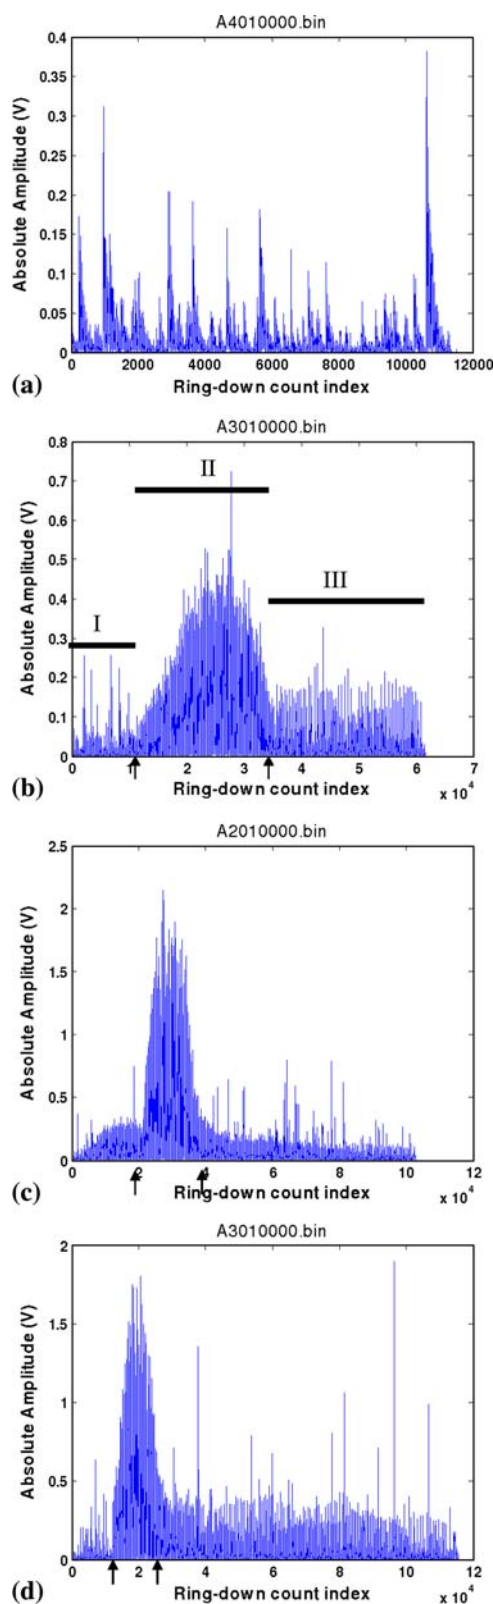 A4010000.bin
0.4
0.35
0.3
0.25
0.2
0.15
0.1
0.05
0
Absolute Amplitude (V)
0 2000 4000 6000 8000 10000 12000
(a) Ring-down count index
A3010000.bin
0.8
0.7
0.6
0.5
0.4
0.3
0.2
0.1
0
Absolute Amplitude (V)
I
II
III
0 1 2 3 4 5 6 7
(b) Ring-down count index x 10^4
A2010000.bin
2.5
2
1.5
1
0.5
0
Absolute Amplitude (V)
0 2 4 6 8 10 12
(c) Ring-down count index x 10^4
A3010000.bin
2
1.5
1
0.5
0
Absolute Amplitude (V)
0 2 4 6 8 10 12
(d) Ring-down count index x 10^4